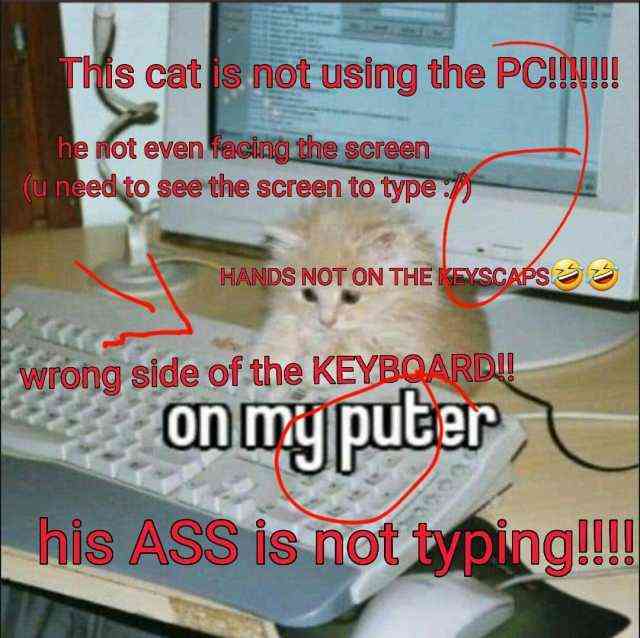 This cat is not using the PC!!!!!!!
he not even facing the screen
(u need to see the screen to type :/)
HANDS NOT ON THE KEYSCAPS🤣🤣
wrong side of the KEYBOARD!!
on my puter
his ASS is not typing!!!!